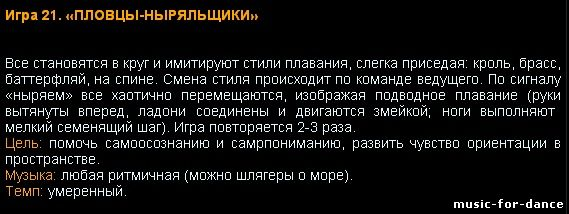 Игра 21. «ПЛОВЦЫ-НЫРЯЛЬЩИКИ»
Все становятся в круг и имитируют стили плавания, слегка приседая: кроль, брасс,
баттерфляй, на спине. Смена стиля происходит по команде ведущего. По сигналу
«ныряем» все хаотично перемещаются, изображая подводное плавание (руки
вытянуты вперед, ладони соединены и двигаются змейкой; ноги выполняют
мелкий семенящий шаг). Игра повторяется 2-3 раза.
Цель: помочь самоосознанию и самрпониманию, развить чувство ориентации в
пространстве.
Музыка: любая ритмичная (можно шлягеры о море).
Темп: умеренный.
music-for-dance